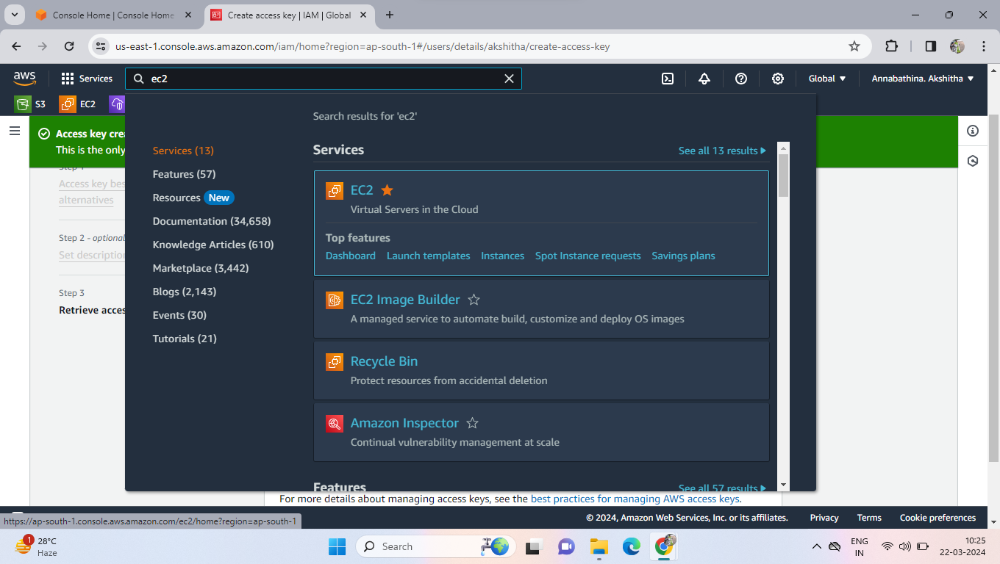 Console Home | Console Home
Create access key | IAM | Global
us-east-1.console.aws.amazon.com/iam/home?region=ap-south-1#/users/details/akshitha/create-access-key
aws
Services
ec2
Global
Annabathina. Akshitha
S3
EC2
Access key crea
This is the only
Step 1
Access key bes
alternatives
Step 2 - optional
Set description
Step 3
Retrieve acces
Search results for 'ec2'
Services (13)
Features (57)
Resources New
Documentation (34,658)
Knowledge Articles (610)
Marketplace (3,442)
Blogs (2,143)
Events (30)
Tutorials (21)
Services
See all 13 results
EC2
Virtual Servers in the Cloud
Top features
Dashboard Launch templates Instances Spot Instance requests Savings plans
EC2 Image Builder
A managed service to automate build, customize and deploy OS images
Recycle Bin
Protect resources from accidental deletion
Amazon Inspector
Continual vulnerability management at scale
Features
See all 57 results
For more details about managing access keys, see the best practices for managing AWS access keys.
https://ap-south-1.console.aws.amazon.com/ec2/home?region=ap-south-1
© 2024, Amazon Web Services, Inc. or its affiliates.
Privacy
Terms
Cookie preferences
1
28°C
Haze
Search
ENG
IN
10:25
22-03-2024